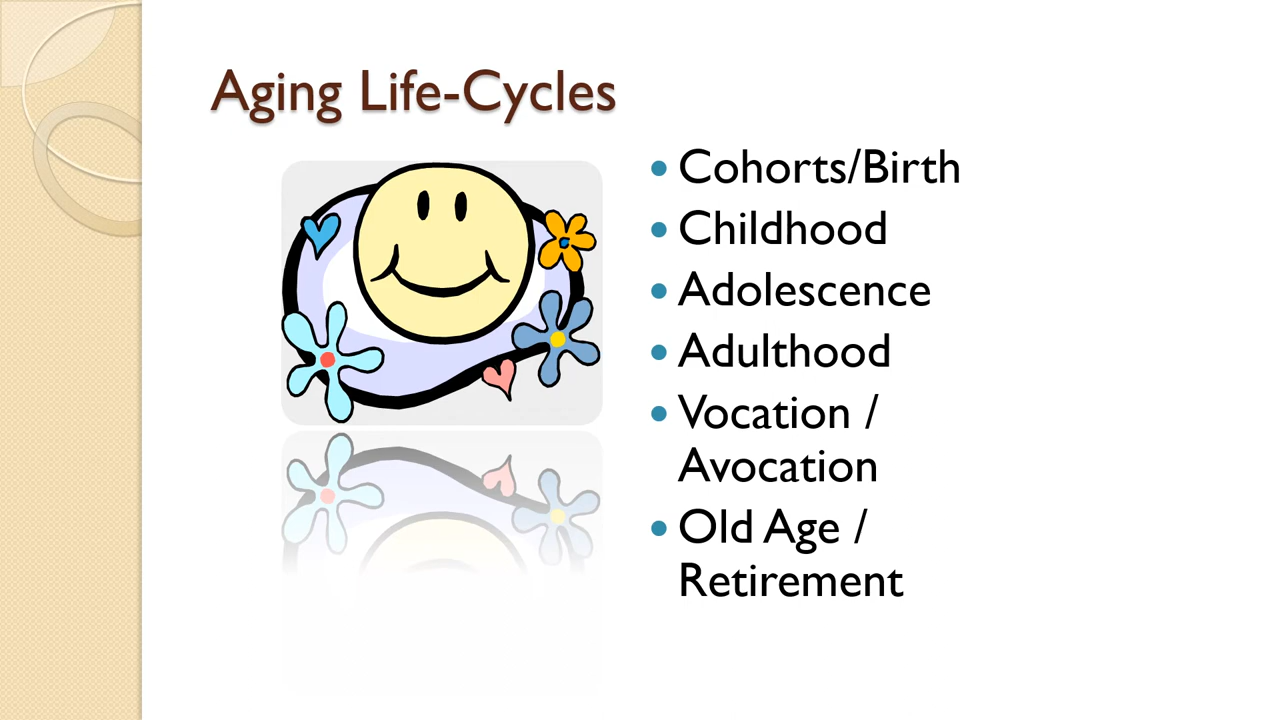 Aging Life-Cycles
• Cohorts/Birth
• Childhood
• Adolescence
• Adulthood
• Vocation /
Avocation
• Old Age /
Retirement